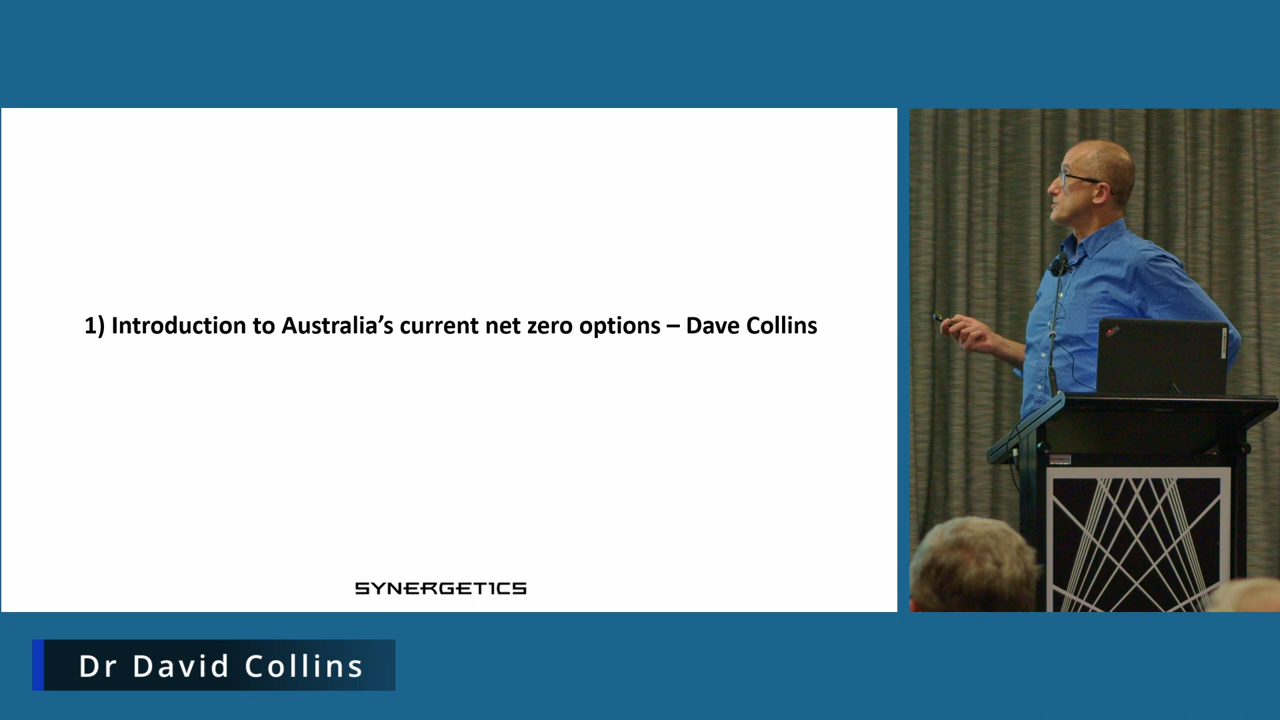 1) Introduction to Australia’s current net zero options – Dave Collins
SYNERGETICS
Dr David Collins